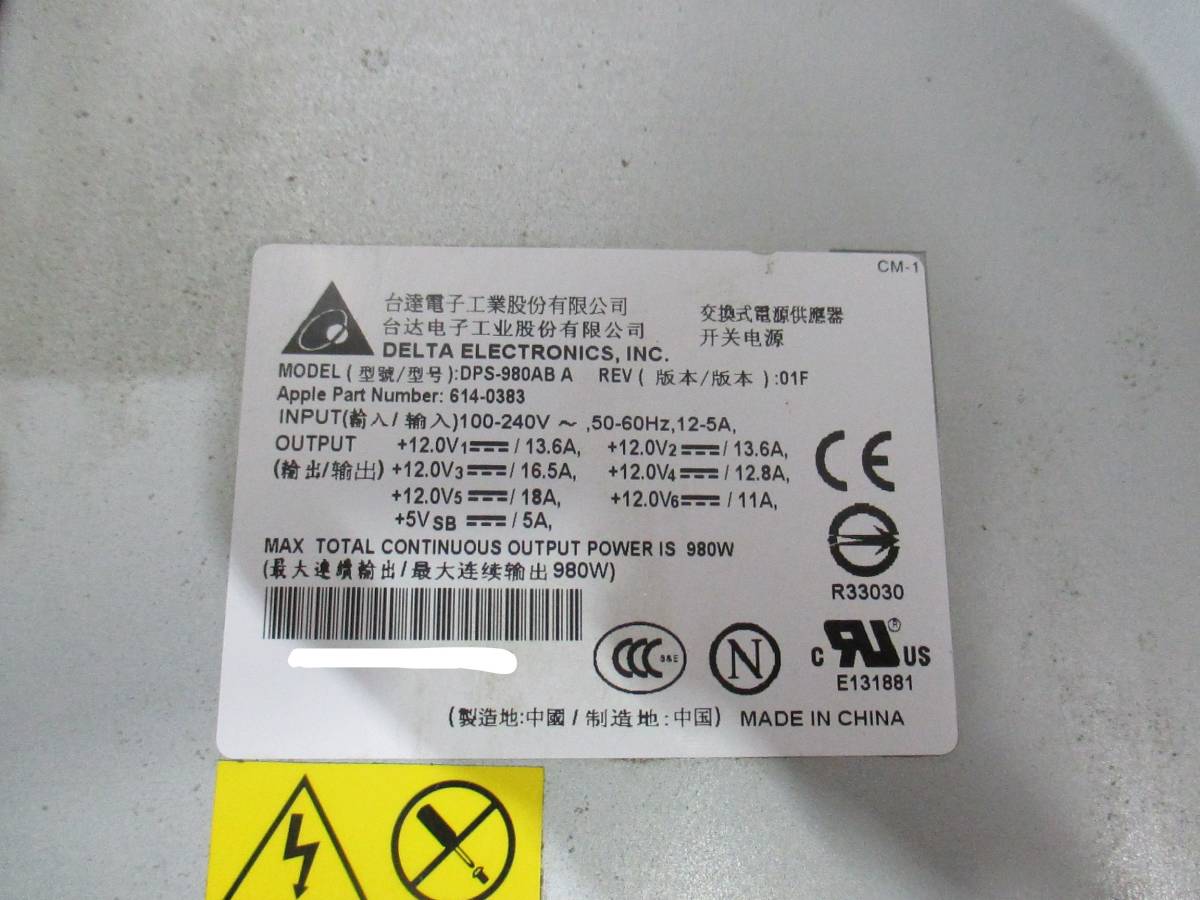 CM-1
台達電子工業股份有限公司
台达电子工业股份有限公司
DELTA ELECTRONICS, INC.
交換式電源供應器
开关电源
MODEL ( 型號/型号 ):DPS-980AB A REV ( 版本/版本 ):01F
Apple Part Number: 614-0383
INPUT(輸入/ 输入)100-240V ~ ,50-60Hz,12-5A,
OUTPUT +12.0V1 ⎓ / 13.6A, +12.0V2 ⎓ / 13.6A,
(輸出/输出) +12.0V3 ⎓ / 16.5A, +12.0V4 ⎓ / 12.8A,
+12.0V5 ⎓ / 18A, +12.0V6 ⎓ / 11A,
+5VSB ⎓ / 5A,
MAX TOTAL CONTINUOUS OUTPUT POWER IS 980W
(最大連續輸出/最大连续输出 980W)
CE
R33030
CCC S&E
N
C RU ® US
E131881
(製造地:中國 / 制造地:中国) MADE IN CHINA